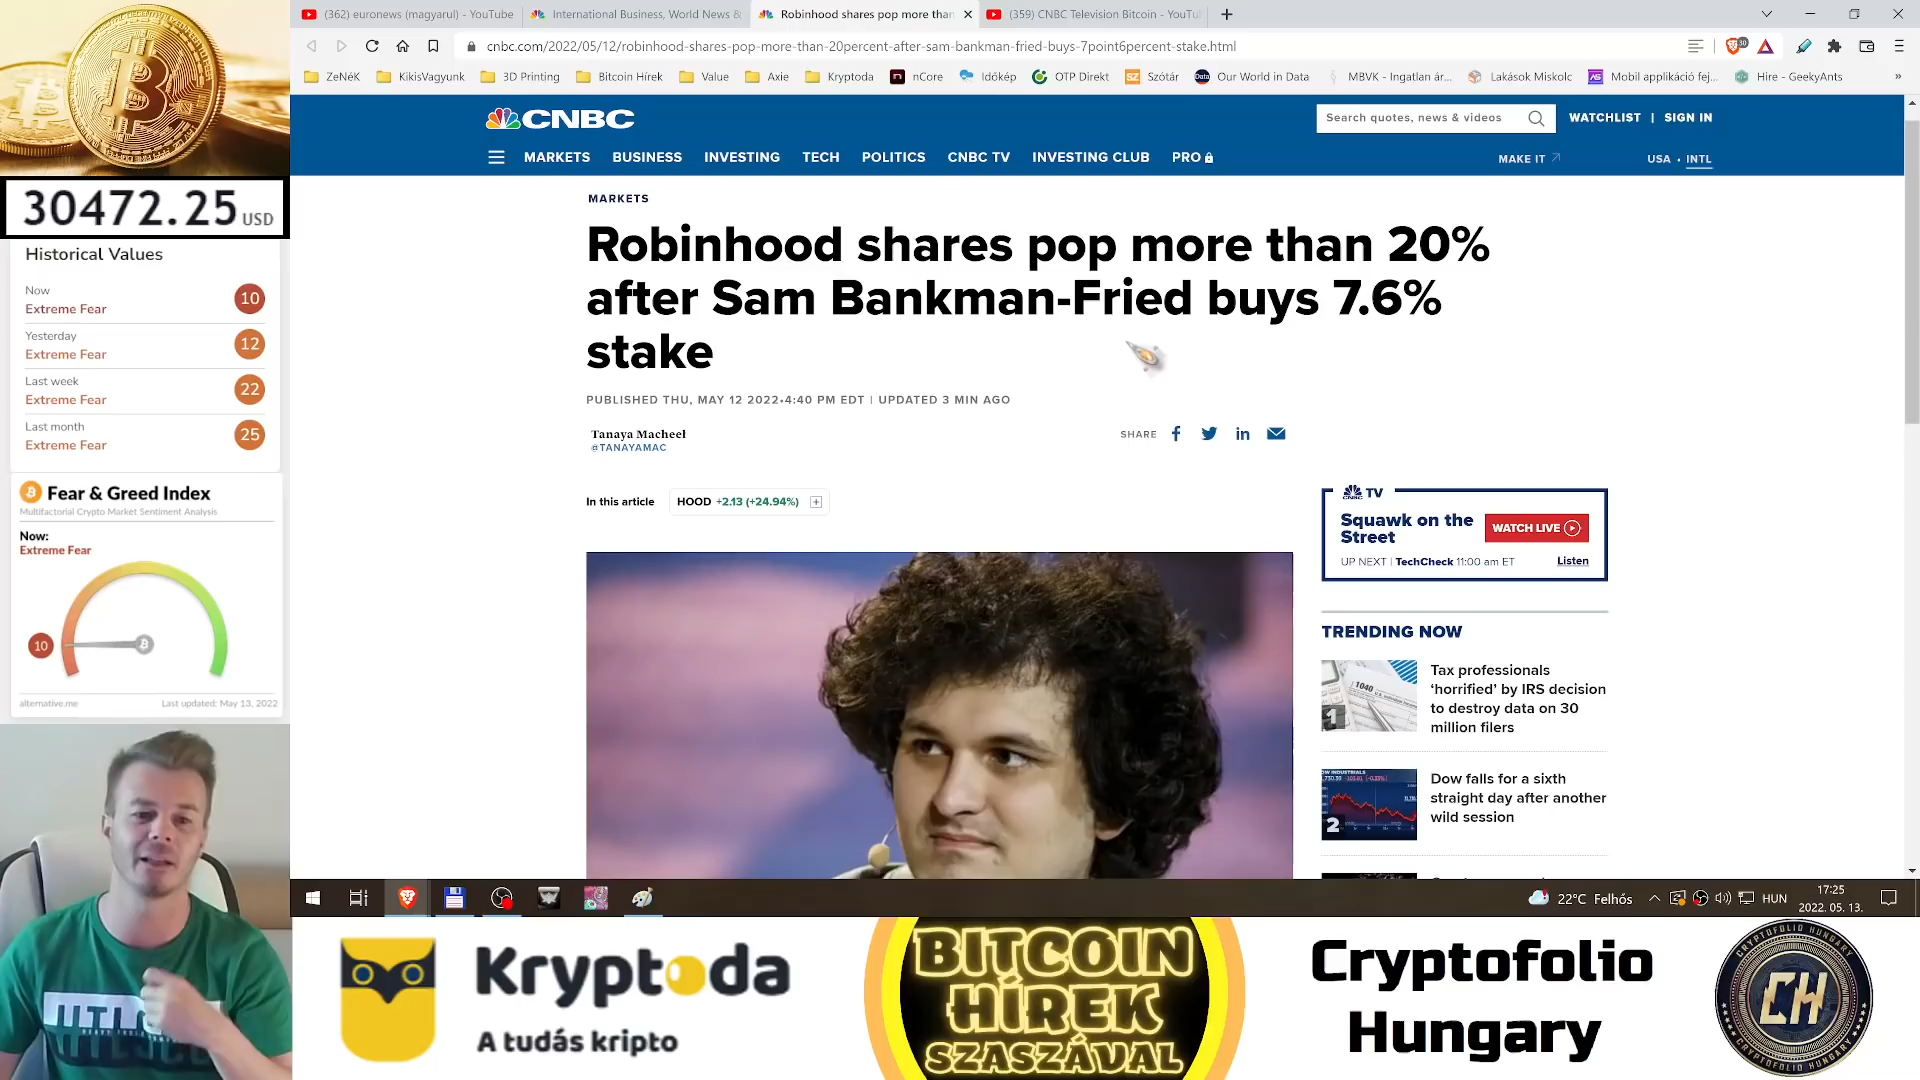 (362) euronews (magyarul) - YouTube
International Business, World News &
Robinhood shares pop more than
(359) CNBC Television Bitcoin - YouTu
cnbc.com/2022/05/12/robinhood-shares-pop-more-than-20percent-after-sam-bankman-fried-buys-7point6percent-stake.html
30
ZeNéK
KikisVagyunk
3D Printing
Bitcoin Hírek
Value
Axie
Kryptoda
nCore
Időkép
OTP Direkt
Szótár
Our World in Data
MBVK - Ingatlan ár...
Lakások Miskolc
Mobil applikáció fej...
Hire - GeekyAnts
CNBC
Search quotes, news & videos
WATCHLIST | SIGN IN
MARKETS BUSINESS INVESTING TECH POLITICS CNBC TV INVESTING CLUB PRO
MAKE IT
USA • INTL
MARKETS
Robinhood shares pop more than 20%
after Sam Bankman-Fried buys 7.6%
stake
PUBLISHED THU, MAY 12 2022•4:40 PM EDT | UPDATED 3 MIN AGO
Tanaya Macheel
@TANAYAMAC
SHARE
In this article
HOOD +2.13 (+24.94%)
TV
Squawk on the
Street
WATCH LIVE
UP NEXT | TechCheck 11:00 am ET
Listen
TRENDING NOW
1040
1
Tax professionals
‘horrified’ by IRS decision
to destroy data on 30
million filers
2
Dow falls for a sixth
straight day after another
wild session
30472.25 USD
Historical Values
Now
Extreme Fear
10
Yesterday
Extreme Fear
12
Last week
Extreme Fear
22
Last month
Extreme Fear
25
Fear & Greed Index
Multifactorial Crypto Market Sentiment Analysis
Now:
Extreme Fear
10
alternative.me
Last updated: May 13, 2022
22°C Felhős
HUN
17:25
2022. 05. 13.
Kryptoda
A tudás kripto
BITCOIN
HÍREK
SZASZÁVAL
Cryptofolio
Hungary
CRYPTOFOLIO HUNGARY
CH
CRYPTOFOLIO HUNGARY